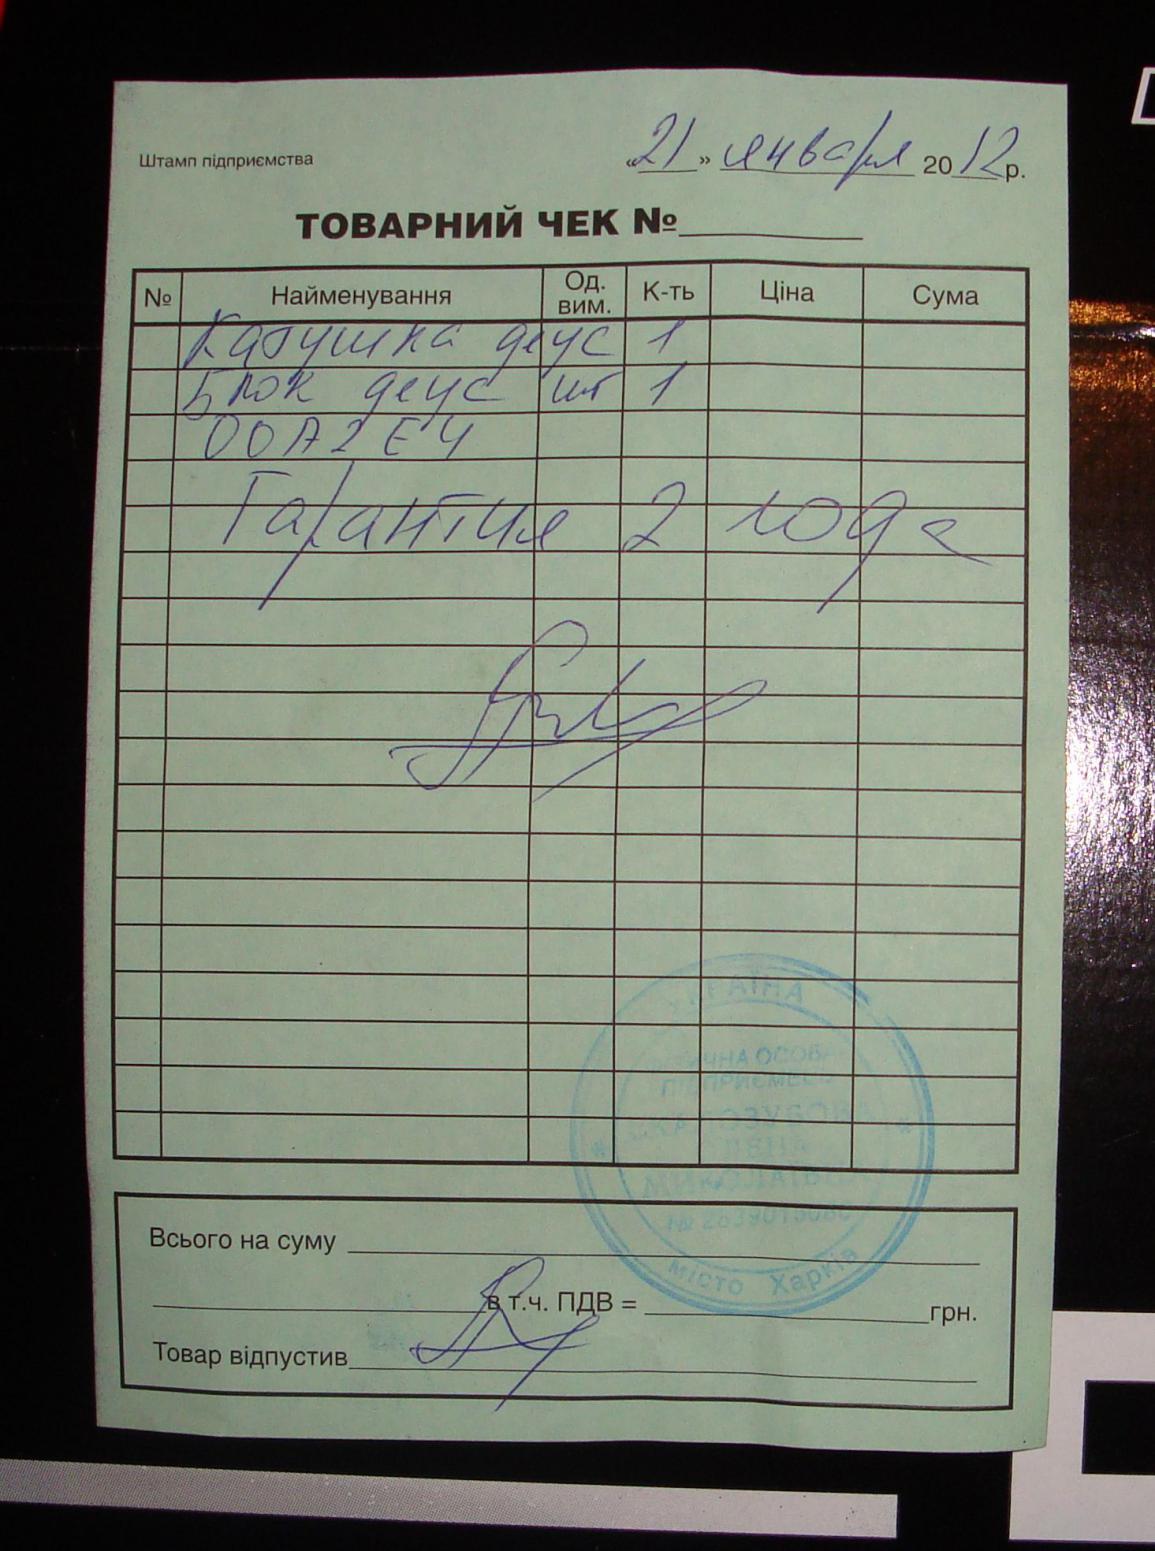 Штамп підприємства «21» января 2012 р.
ТОВАРНИЙ ЧЕК №
№ Найменування Од. вим. К-ть Ціна Сума
Катушка деус 1
Блок деус шт 1
00A2E4
Гарантия 2 года
УКРАЇНА
ФІЗИЧНА ОСОБА
ПІДПРИЄМЕЦЬ
місто Харків
Всього на суму
в т.ч. ПДВ = грн.
Товар відпустив